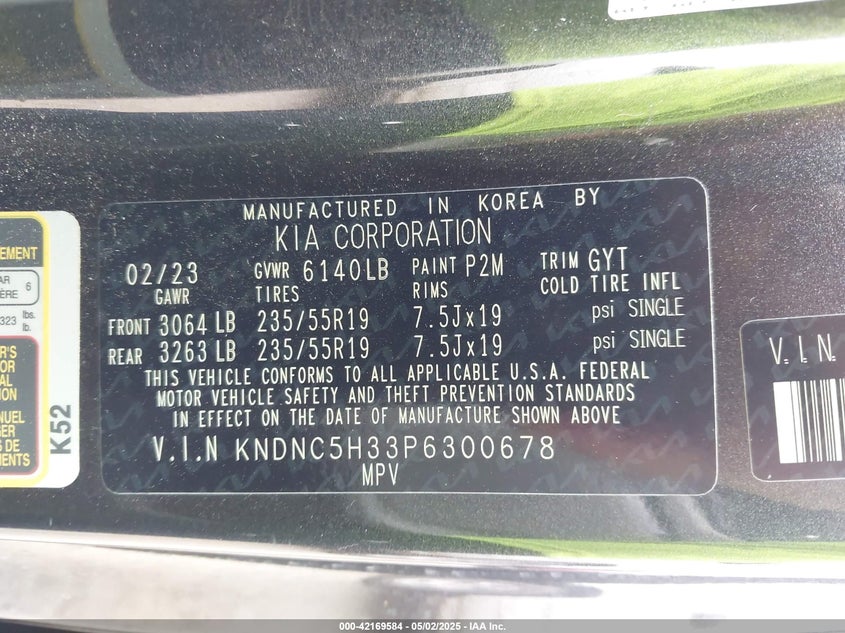 MANUFACTURED IN KOREA BY
KIA CORPORATION
02/23 GVWR 6140LB PAINT P2M TRIM GYT
GAWR TIRES RIMS COLD TIRE INFL
FRONT 3064 LB 235/55R19 7.5Jx19 psi SINGLE
REAR 3263 LB 235/55R19 7.5Jx19 psi SINGLE
THIS VEHICLE CONFORMS TO ALL APPLICABLE U.S.A. FEDERAL
MOTOR VEHICLE SAFETY AND THEFT PREVENTION STANDARDS
IN EFFECT ON THE DATE OF MANUFACTURE SHOWN ABOVE
V.I.N KNDNC5H33P6300678
MPV
6
323 lbs.
K52
V.I.N
000-42169584 - 05/02/2025 - IAA Inc.